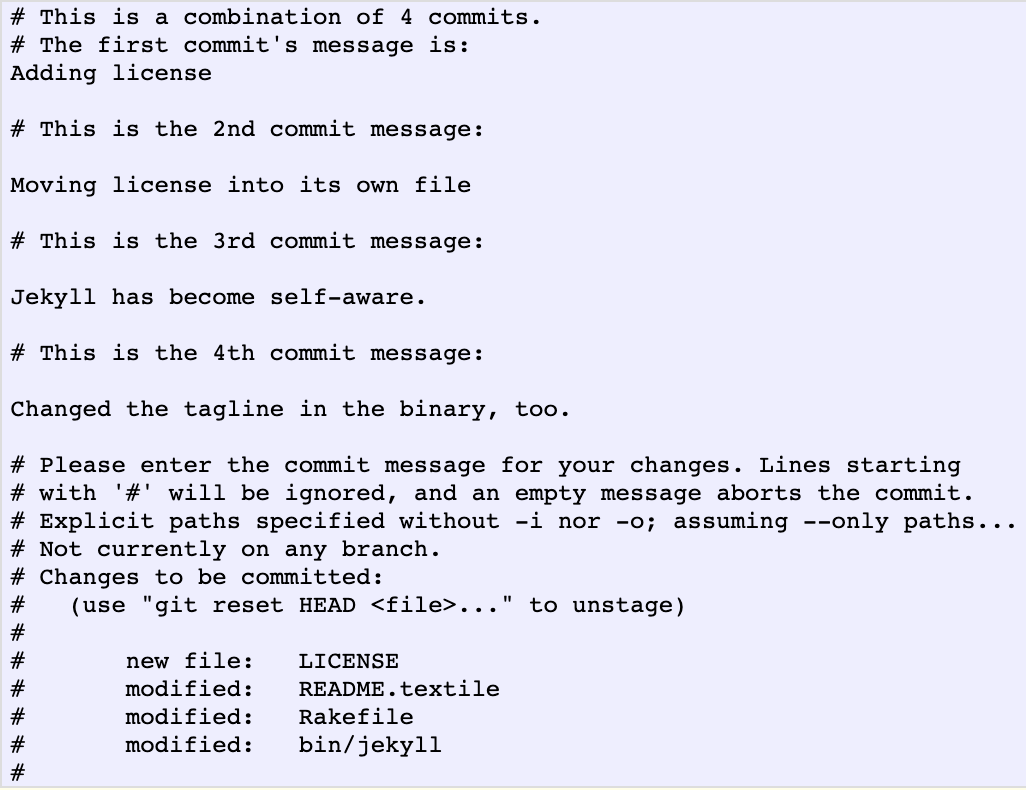 # This is a combination of 4 commits.
# The first commit's message is:
Adding license

# This is the 2nd commit message:

Moving license into its own file

# This is the 3rd commit message:

Jekyll has become self-aware.

# This is the 4th commit message:

Changed the tagline in the binary, too.

# Please enter the commit message for your changes. Lines starting
# with '#' will be ignored, and an empty message aborts the commit.
# Explicit paths specified without -i nor -o; assuming --only paths...
# Not currently on any branch.
# Changes to be committed:
#   (use "git reset HEAD <file>..." to unstage)
#
#       new file:   LICENSE
#       modified:   README.textile
#       modified:   Rakefile
#       modified:   bin/jekyll
#